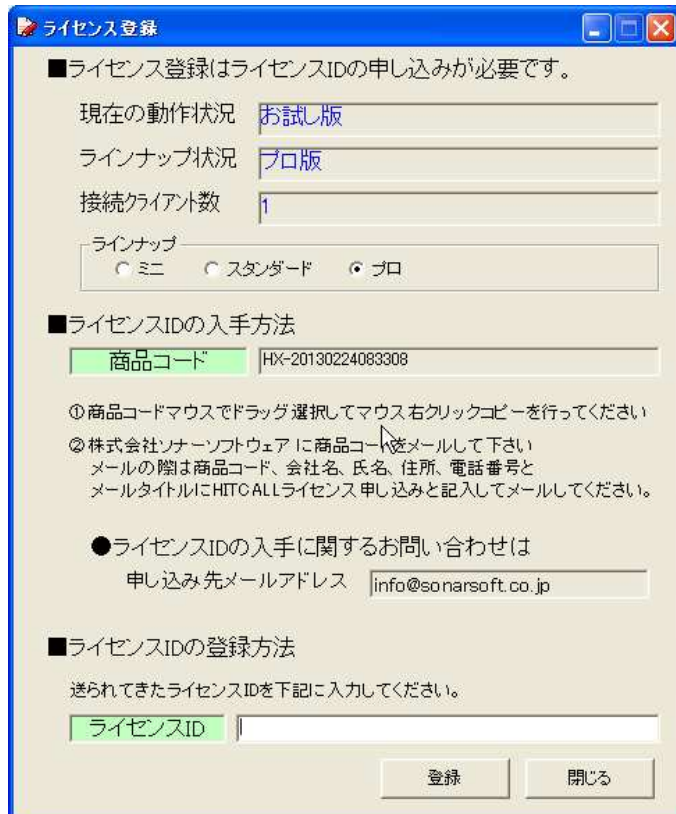 ライセンス登録
■ライセンス登録はライセンスIDの申し込みが必要です。
現在の動作状況 お試し版
ラインナップ状況 プロ版
接続クライアント数 1
ラインナップ
ミニ スタンダード プロ
■ライセンスIDの入手方法
商品コード HX-20130224083308
①商品コードマウスでドラッグ選択してマウス右クリックコピーを行ってください
②株式会社ソナーソフトウェア に商品コードをメールして下さい
メールの際は商品コード、会社名、氏名、住所、電話番号と
メールタイトルにHITCALLライセンス申し込みと記入してメールしてください。
●ライセンスIDの入手に関するお問い合わせは
申し込み先メールアドレス info@sonarsoft.co.jp
■ライセンスIDの登録方法
送られてきたライセンスIDを下記に入力してください。
ライセンスID
登録 閉じる